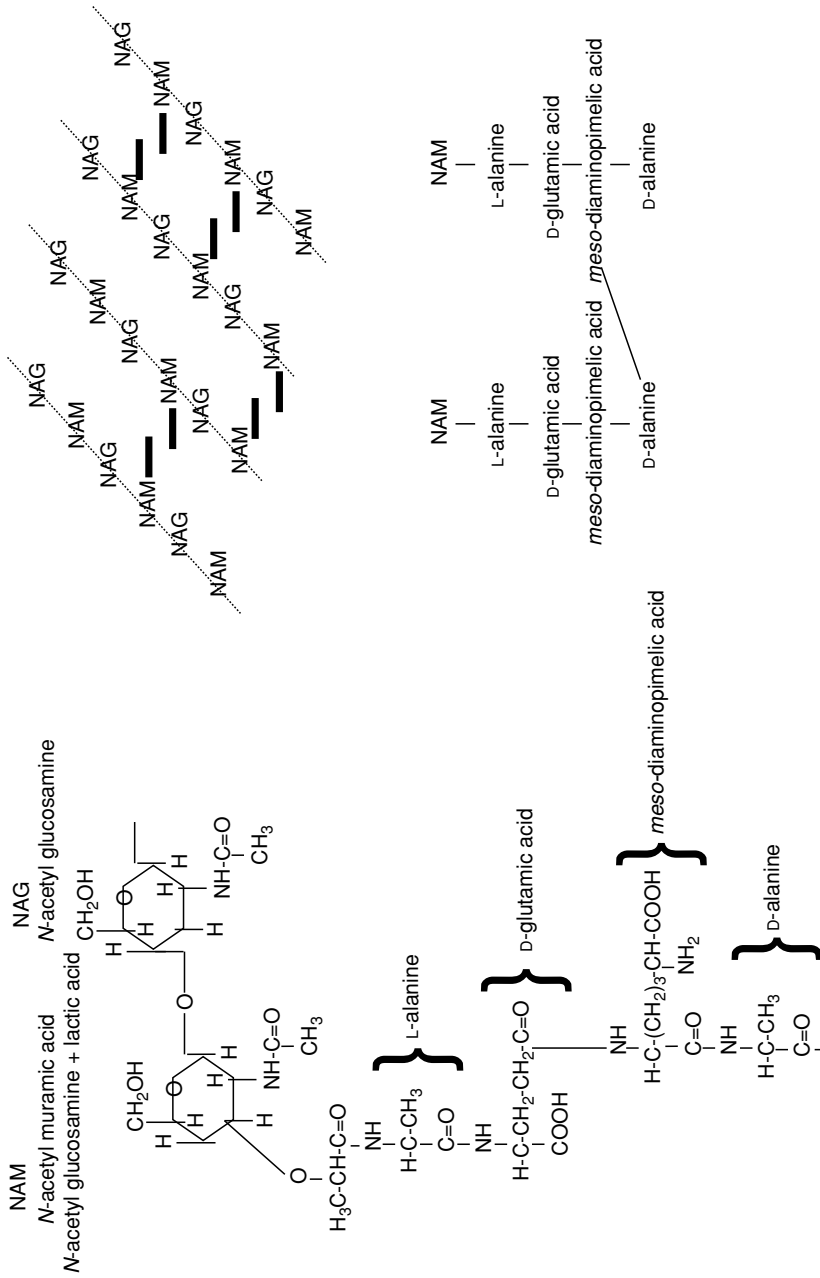 NAM
N-acetyl muramic acid
N-acetyl glucosamine + lactic acid
NAG
N-acetyl glucosamine
CH2OH
O
H
H
H
H
H
NH-C=O
CH3
O
CH2OH
O
H
H
H
H
H
NH-C=O
CH3
O
H3C-CH-C=O
NH
H-C-CH3
C=O
NH
H-C-CH2-CH2-C=O
COOH
NH
H-C-(CH2)3-CH-COOH
NH2
C=O
NH
H-C-CH3
C=O
L-alanine
D-glutamic acid
meso-diaminopimelic acid
D-alanine
NAG
NAM
NAG
NAM
NAG
NAM
NAG
NAM
NAG
NAM
NAG
NAM
NAG
NAM
NAG
NAM
NAG
NAM
NAG
NAM
NAG
NAM
NAG
NAM
NAM
L-alanine
D-glutamic acid
meso-diaminopimelic acid
D-alanine
NAM
L-alanine
D-glutamic acid
meso-diaminopimelic acid
D-alanine